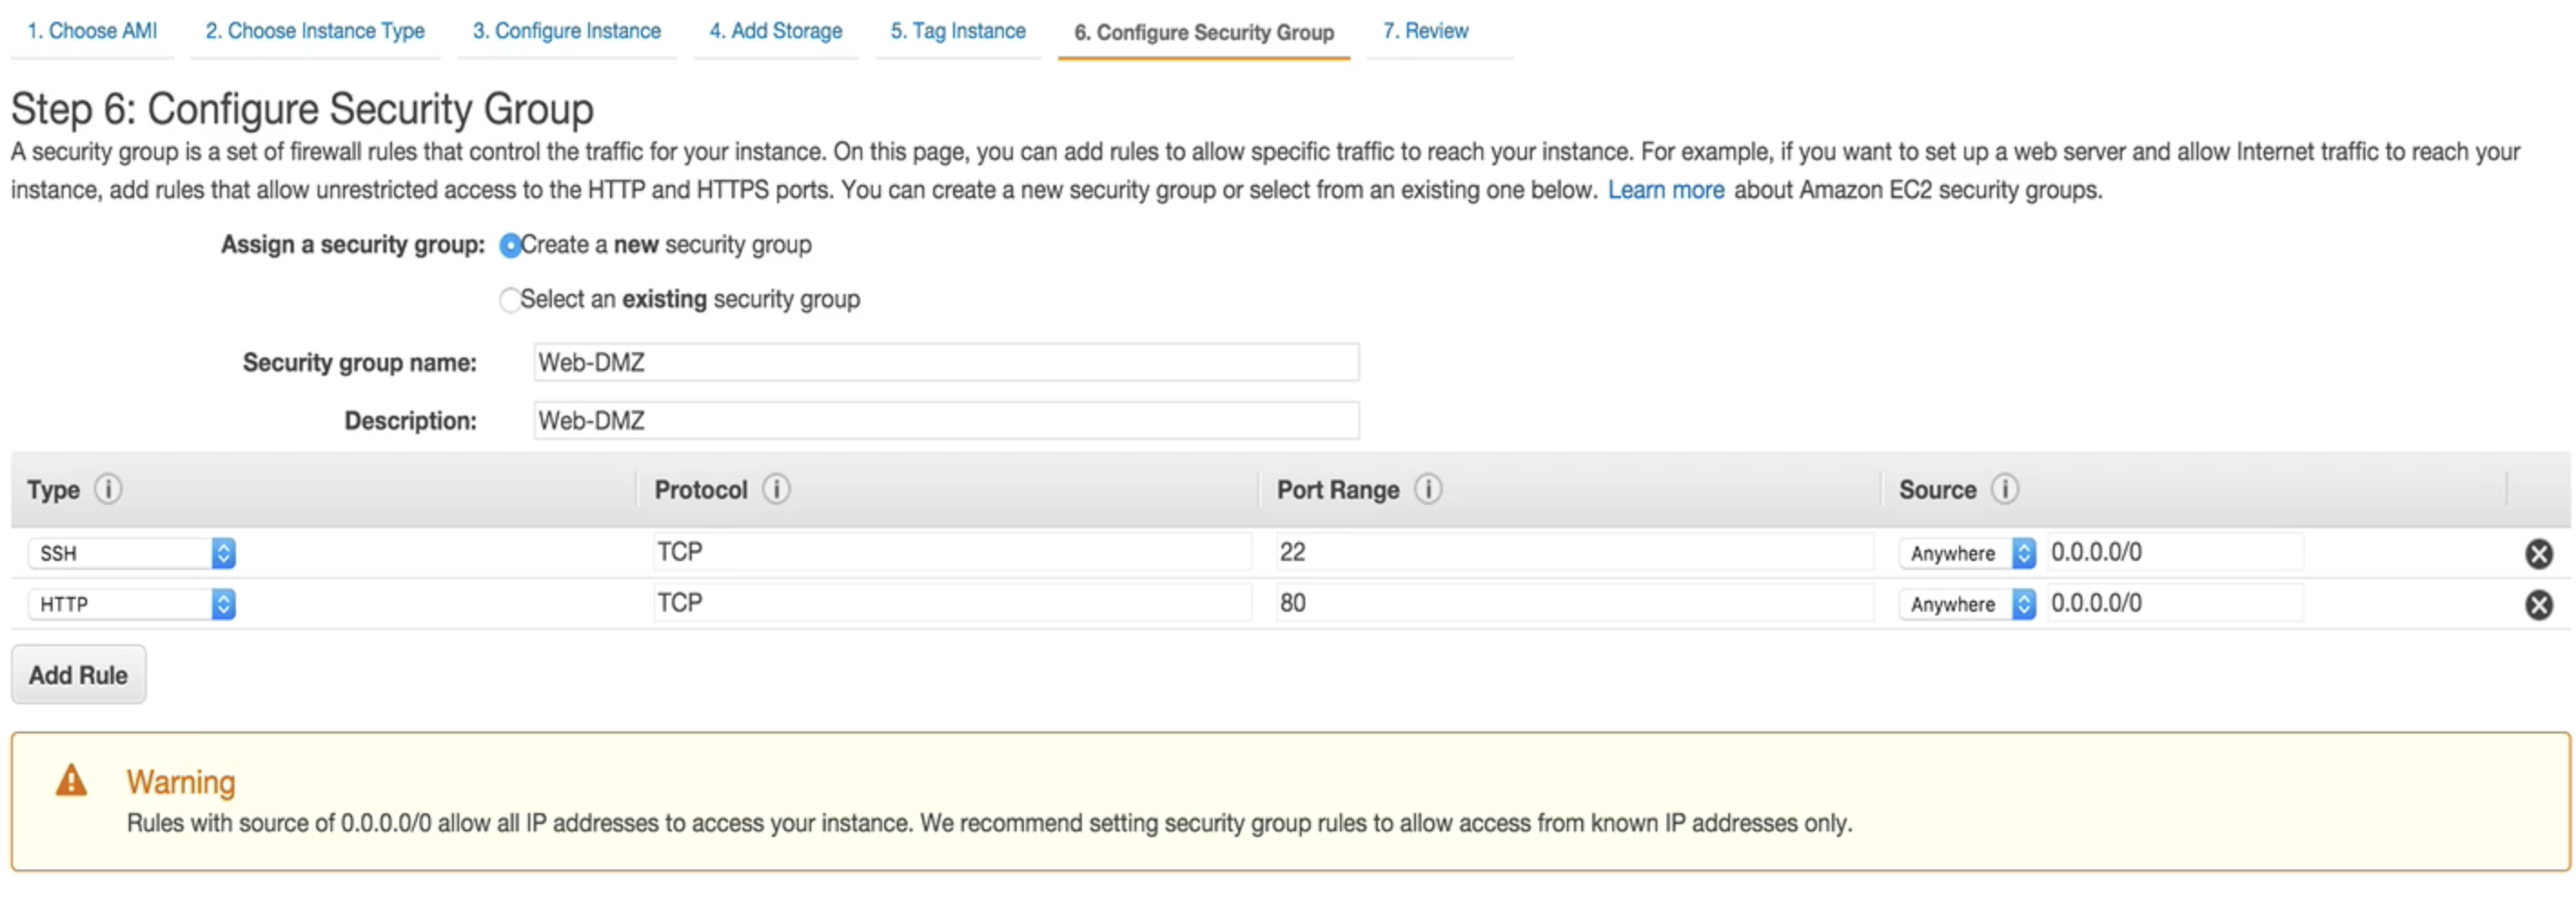 1. Choose AMI 2. Choose Instance Type 3. Configure Instance 4. Add Storage 5. Tag Instance 6. Configure Security Group 7. Review
Step 6: Configure Security Group
A security group is a set of firewall rules that control the traffic for your instance. On this page, you can add rules to allow specific traffic to reach your instance. For example, if you want to set up a web server and allow Internet traffic to reach your
instance, add rules that allow unrestricted access to the HTTP and HTTPS ports. You can create a new security group or select from an existing one below. Learn more about Amazon EC2 security groups.
Assign a security group: Create a new security group
Select an existing security group
Security group name: Web-DMZ
Description: Web-DMZ
Type Protocol Port Range Source
SSH TCP 22 Anywhere 0.0.0.0/0
HTTP TCP 80 Anywhere 0.0.0.0/0
Add Rule
Warning
Rules with source of 0.0.0.0/0 allow all IP addresses to access your instance. We recommend setting security group rules to allow access from known IP addresses only.